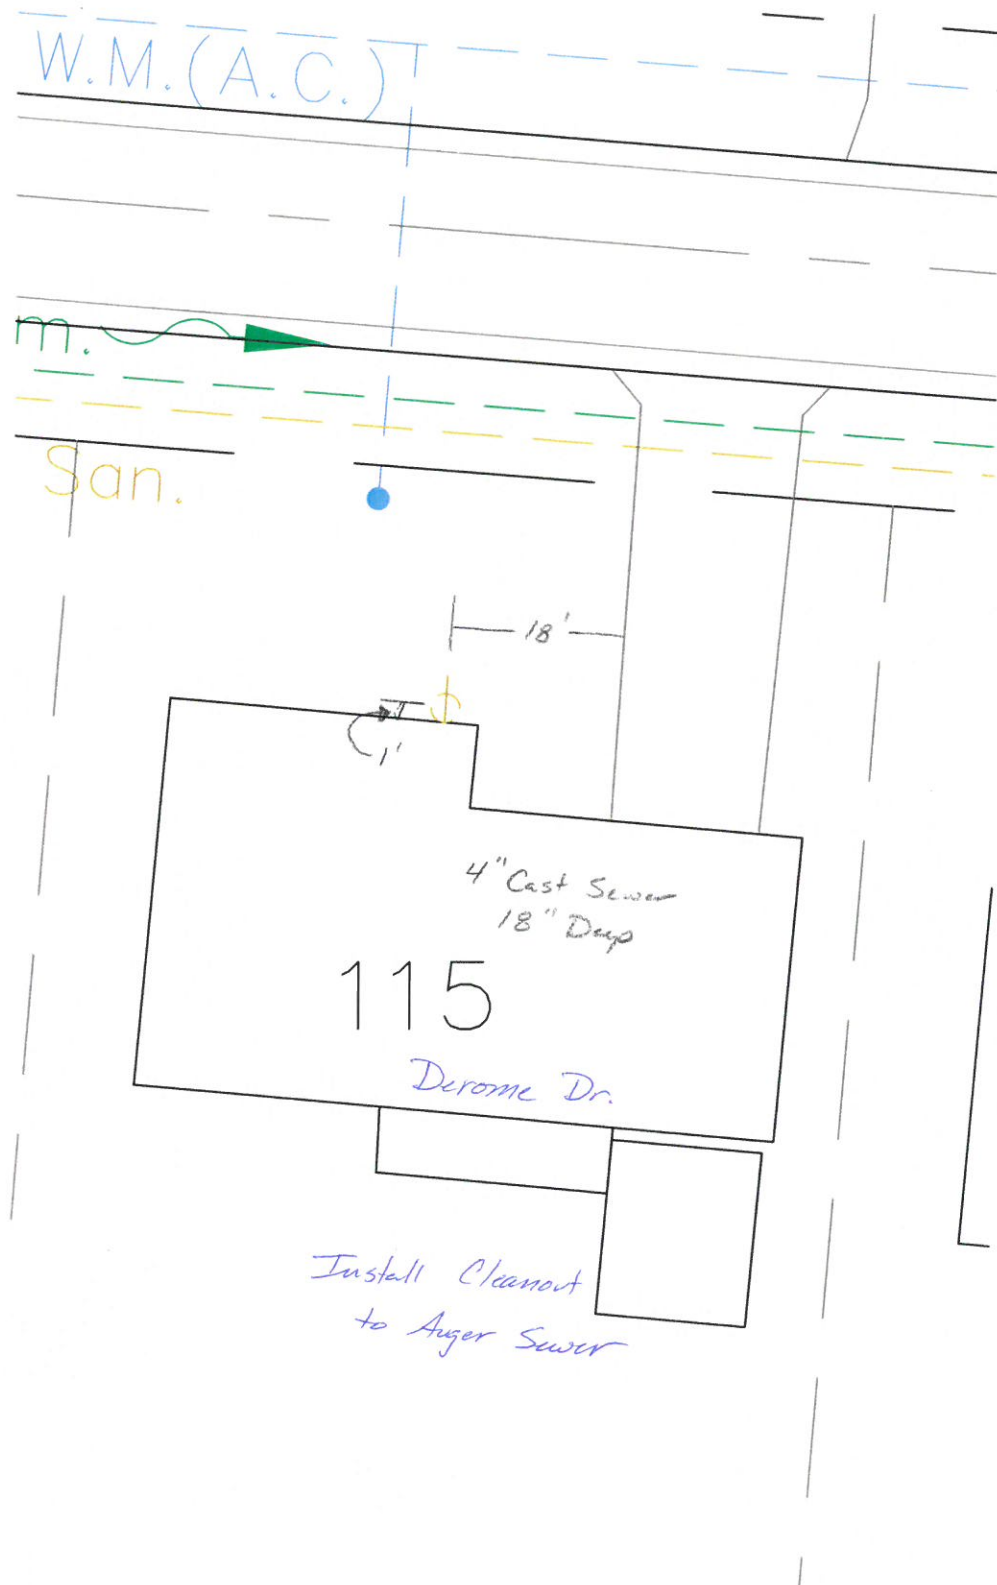 W.M.(A.C.)
m.
San.
18'
1'
4" Cast Sewer
18" Deep
115
Derome Dr.
Install Cleanout
to Auger Sewer